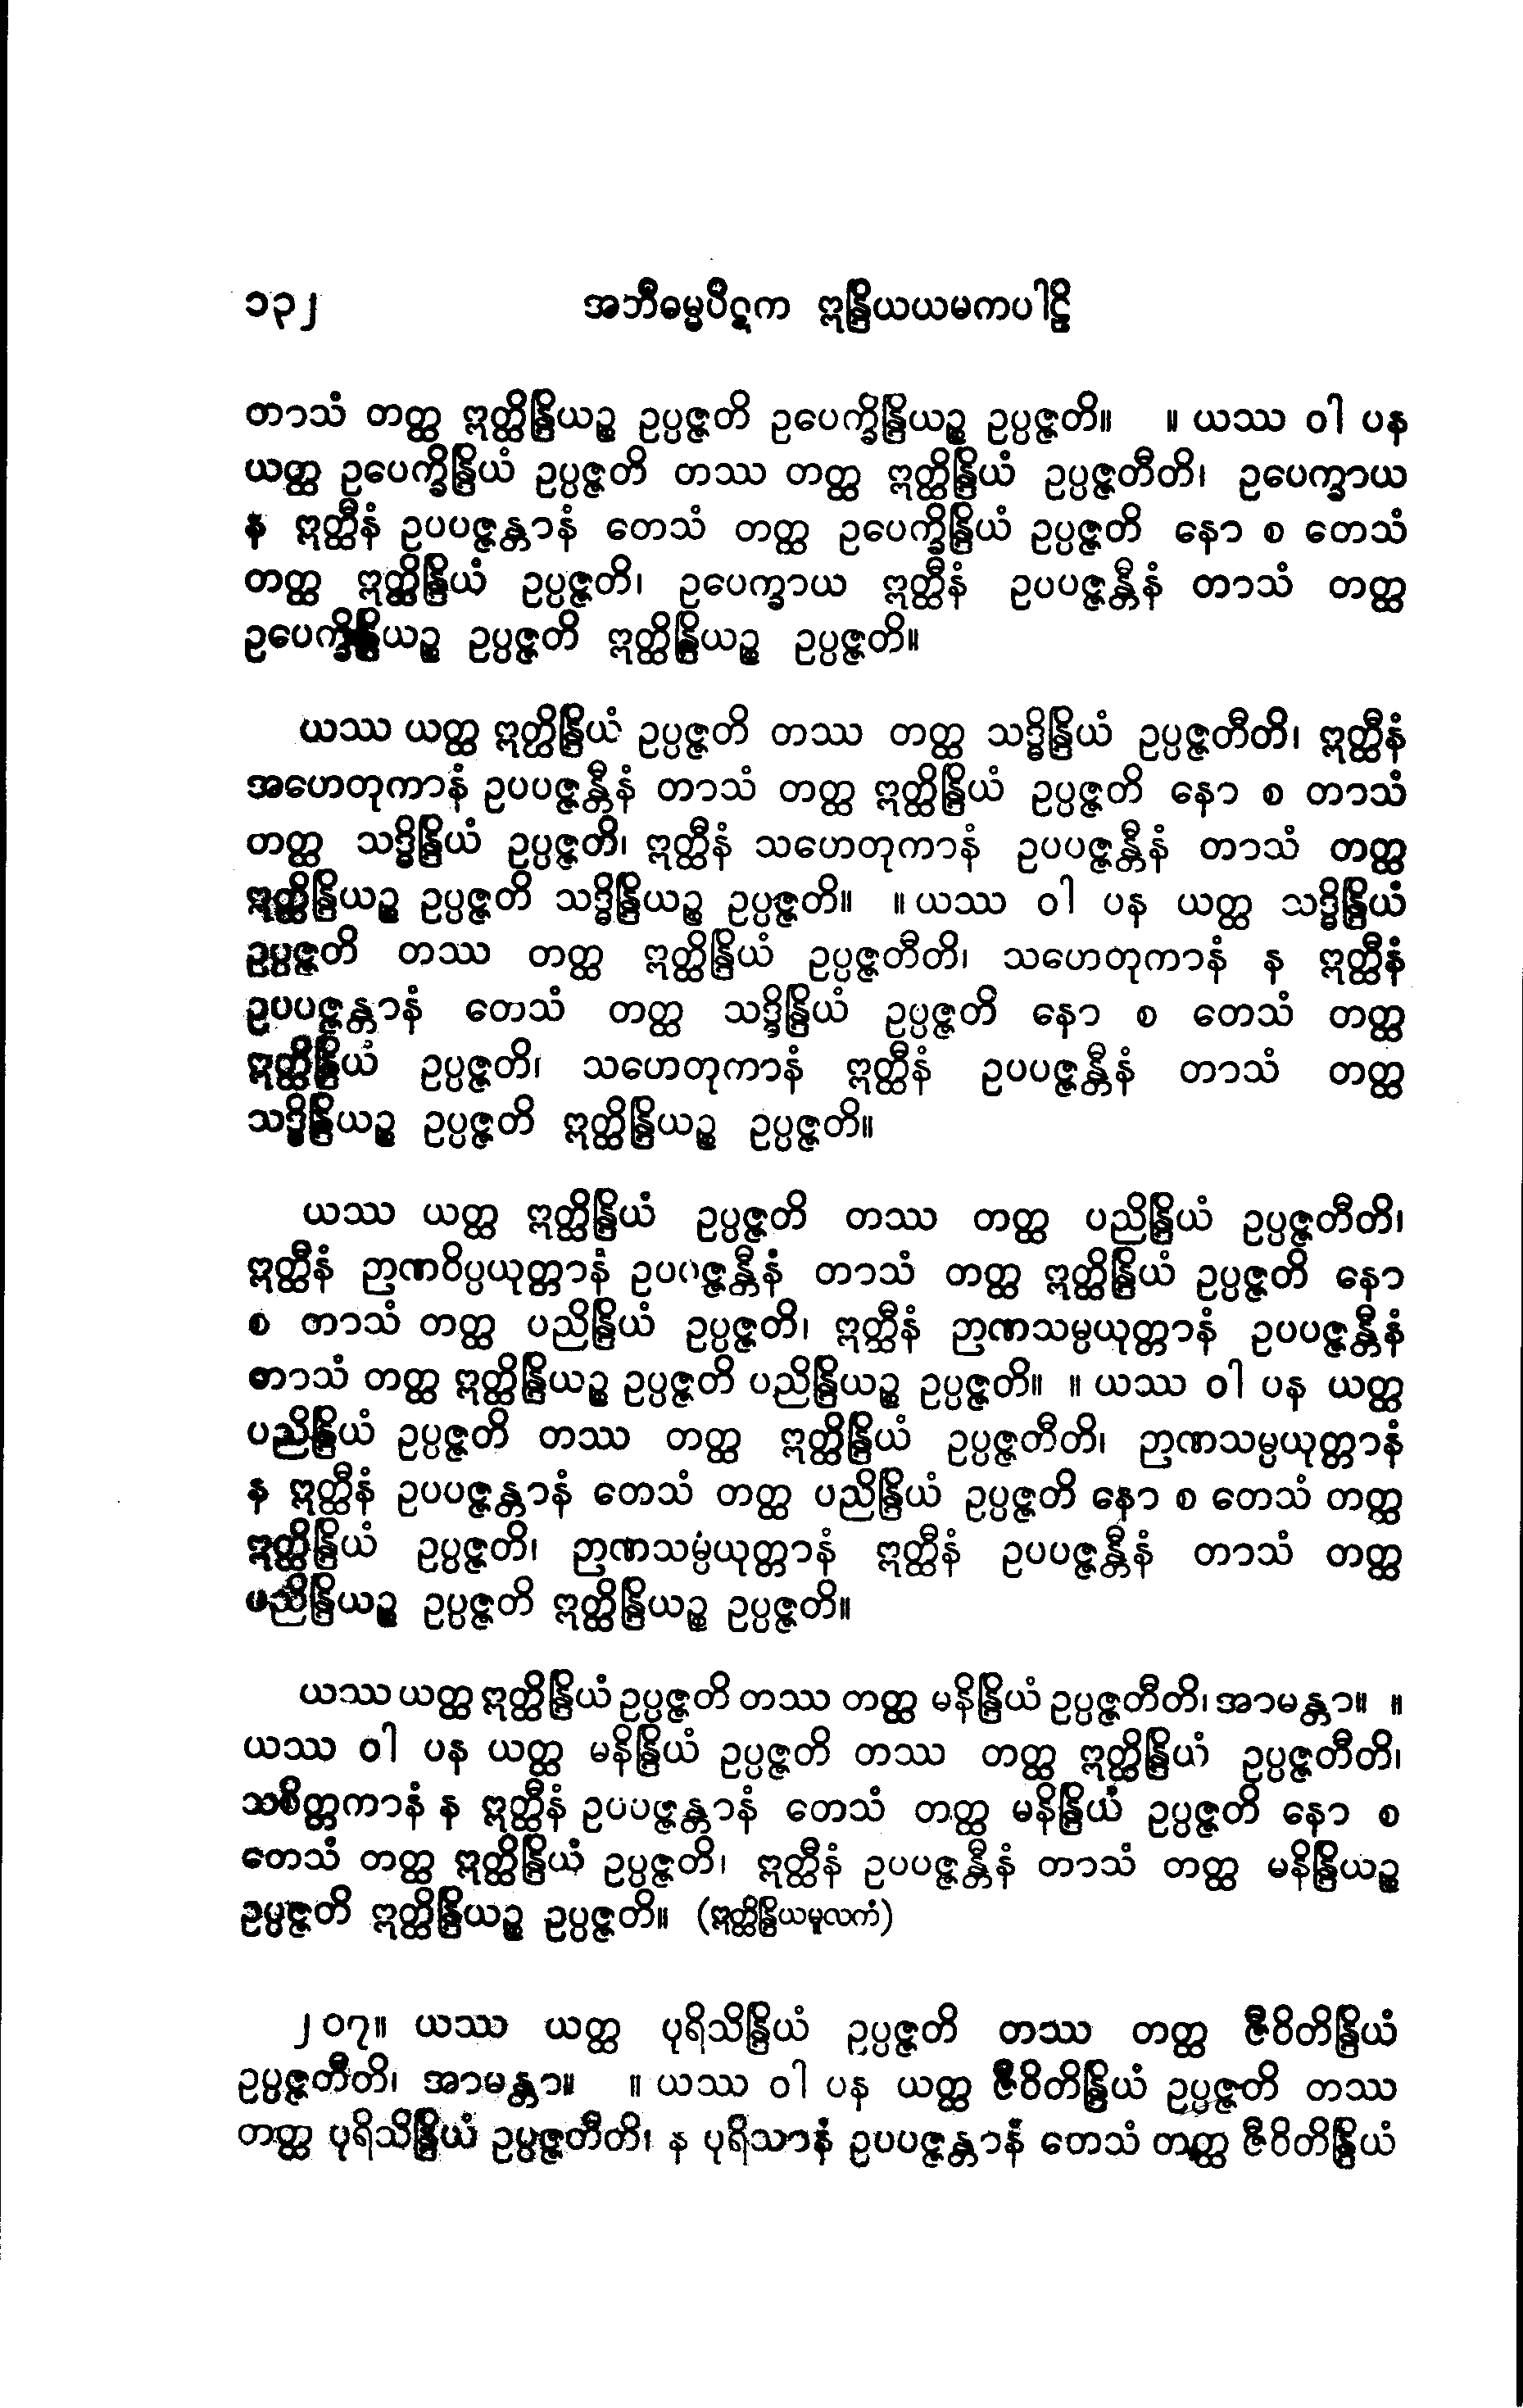 ၁၃၂ အဘိဓမ္မပိဋက ဣန္ဒြိယယမကပါဠိ
တာသံ တတ္ထ ဣတ္ထိန္ဒြိယဉ္စ ဥပ္ပဇ္ဇတိ ဥပေက္ခိန္ဒြိယဉ္စ ဥပ္ပဇ္ဇတိ။ ။ ယဿ ဝါ ပန
ယတ္ထ ဥပေက္ခိန္ဒြိယံ ဥပ္ပဇ္ဇတိ တဿ တတ္ထ ဣတ္ထိန္ဒြိယံ ဥပ္ပဇ္ဇတီတိ၊ ဥပေက္ခာယ
န ဣတ္ထီနံ ဥပပဇ္ဇန္တာနံ တေသံ တတ္ထ ဥပေက္ခိန္ဒြိယံ ဥပ္ပဇ္ဇတိ နော စ တေသံ
တတ္ထ ဣတ္ထိန္ဒြိယံ ဥပ္ပဇ္ဇတိ၊ ဥပေက္ခာယ ဣတ္ထီနံ ဥပပဇ္ဇန္တီနံ တာသံ တတ္ထ
ဥပေက္ခိန္ဒြိယဉ္စ ဥပ္ပဇ္ဇတိ ဣတ္ထိန္ဒြိယဉ္စ ဥပ္ပဇ္ဇတိ။
ယဿ ယတ္ထ ဣတ္ထိန္ဒြိယံ ဥပ္ပဇ္ဇတိ တဿ တတ္ထ သဒ္ဓိန္ဒြိယံ ဥပ္ပဇ္ဇတီတိ၊ ဣတ္ထီနံ
အဟေတုကာနံ ဥပပဇ္ဇန္တီနံ တာသံ တတ္ထ ဣတ္ထိန္ဒြိယံ ဥပ္ပဇ္ဇတိ နော စ တာသံ
တတ္ထ သဒ္ဓိန္ဒြိယံ ဥပ္ပဇ္ဇတိ၊ ဣတ္ထီနံ သဟေတုကာနံ ဥပပဇ္ဇန္တီနံ တာသံ တတ္ထ
ဣတ္ထိန္ဒြိယဉ္စ ဥပ္ပဇ္ဇတိ သဒ္ဓိန္ဒြိယဉ္စ ဥပ္ပဇ္ဇတိ။ ။ ယဿ ဝါ ပန ယတ္ထ သဒ္ဓိန္ဒြိယံ
ဥပ္ပဇ္ဇတိ တဿ တတ္ထ ဣတ္ထိန္ဒြိယံ ဥပ္ပဇ္ဇတီတိ၊ သဟေတုကာနံ န ဣတ္ထီနံ
ဥပပဇ္ဇန္တာနံ တေသံ တတ္ထ သဒ္ဓိန္ဒြိယံ ဥပ္ပဇ္ဇတိ နော စ တေသံ တတ္ထ
ဣတ္ထိန္ဒြိယံ ဥပ္ပဇ္ဇတိ၊ သဟေတုကာနံ ဣတ္ထီနံ ဥပပဇ္ဇန္တီနံ တာသံ တတ္ထ
သဒ္ဓိန္ဒြိယဉ္စ ဥပ္ပဇ္ဇတိ ဣတ္ထိန္ဒြိယဉ္စ ဥပ္ပဇ္ဇတိ။
ယဿ ယတ္ထ ဣတ္ထိန္ဒြိယံ ဥပ္ပဇ္ဇတိ တဿ တတ္ထ ပညိန္ဒြိယံ ဥပ္ပဇ္ဇတီတိ၊
ဣတ္ထီနံ ဉာဏဝိပ္ပယုတ္တာနံ ဥပပဇ္ဇန္တီနံ တာသံ တတ္ထ ဣတ္ထိန္ဒြိယံ ဥပ္ပဇ္ဇတိ နော
စ တာသံ တတ္ထ ပညိန္ဒြိယံ ဥပ္ပဇ္ဇတိ၊ ဣတ္ထီနံ ဉာဏသမ္ပယုတ္တာနံ ဥပပဇ္ဇန္တီနံ
တာသံ တတ္ထ ဣတ္ထိန္ဒြိယဉ္စ ဥပ္ပဇ္ဇတိ ပညိန္ဒြိယဉ္စ ဥပ္ပဇ္ဇတိ။ ။ ယဿ ဝါ ပန ယတ္ထ
ပညိန္ဒြိယံ ဥပ္ပဇ္ဇတိ တဿ တတ္ထ ဣတ္ထိန္ဒြိယံ ဥပ္ပဇ္ဇတီတိ၊ ဉာဏသမ္ပယုတ္တာနံ
န ဣတ္ထီနံ ဥပပဇ္ဇန္တာနံ တေသံ တတ္ထ ပညိန္ဒြိယံ ဥပ္ပဇ္ဇတိ နော စ တေသံ တတ္ထ
ဣတ္ထိန္ဒြိယံ ဥပ္ပဇ္ဇတိ၊ ဉာဏသမ္ပယုတ္တာနံ ဣတ္ထီနံ ဥပပဇ္ဇန္တီနံ တာသံ တတ္ထ
ပညိန္ဒြိယဉ္စ ဥပ္ပဇ္ဇတိ ဣတ္ထိန္ဒြိယဉ္စ ဥပ္ပဇ္ဇတိ။
ယဿ ယတ္ထ ဣတ္ထိန္ဒြိယံ ဥပ္ပဇ္ဇတိ တဿ တတ္ထ မနိန္ဒြိယံ ဥပ္ပဇ္ဇတီတိ၊ အာမန္တာ။ ။
ယဿ ဝါ ပန ယတ္ထ မနိန္ဒြိယံ ဥပ္ပဇ္ဇတိ တဿ တတ္ထ ဣတ္ထိန္ဒြိယံ ဥပ္ပဇ္ဇတီတိ၊
သစိတ္တကာနံ န ဣတ္ထီနံ ဥပပဇ္ဇန္တာနံ တေသံ တတ္ထ မနိန္ဒြိယံ ဥပ္ပဇ္ဇတိ နော စ
တေသံ တတ္ထ ဣတ္ထိန္ဒြိယံ ဥပ္ပဇ္ဇတိ၊ ဣတ္ထီနံ ဥပပဇ္ဇန္တီနံ တာသံ တတ္ထ မနိန္ဒြိယဉ္စ
ဥပ္ပဇ္ဇတိ ဣတ္ထိန္ဒြိယဉ္စ ဥပ္ပဇ္ဇတိ။ (ဣတ္ထိန္ဒြိယမူလကံ)
၂၀၇။ ယဿ ယတ္ထ ပုရိသိန္ဒြိယံ ဥပ္ပဇ္ဇတိ တဿ တတ္ထ ဇီဝိတိန္ဒြိယံ
ဥပ္ပဇ္ဇတီတိ၊ အာမန္တာ။ ။ ယဿ ဝါ ပန ယတ္ထ ဇီဝိတိန္ဒြိယံ ဥပ္ပဇ္ဇတိ တဿ
တတ္ထ ပုရိသိန္ဒြိယံ ဥပ္ပဇ္ဇတီတိ၊ န ပုရိသာနံ ဥပပဇ္ဇန္တာနံ တေသံ တတ္ထ ဇီဝိတိန္ဒြိယံ